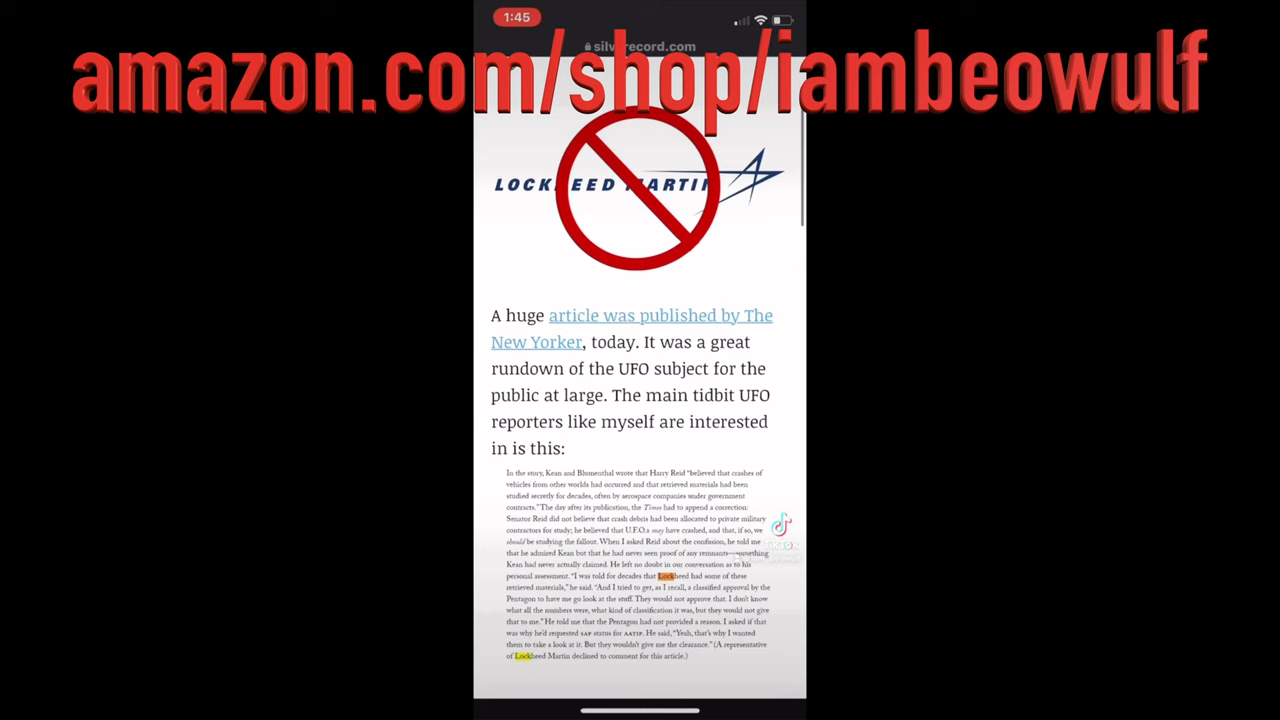 1:45
silv record.com
amazon.com/shop/iambeowulf
LOCKHEED MARTIN
A huge article was published by The
New Yorker, today. It was a great
rundown of the UFO subject for the
public at large. The main tidbit UFO
reporters like myself are interested
in is this:
In the story, Kean and Blumenthal wrote that Harry Reid “believed that crashes of
vehicles from other worlds had occurred and that retrieved materials had been
studied secretly for decades, often by aerospace companies under government
contracts.” The day after its publication, the Times had to append a correction:
Senator Reid did not believe that crash debris had been allocated to private military
contractors for study; he believed that U.F.O.s may have crashed, and that, if so, we
should be studying the fallout. When I asked Reid about the confusion, he told me
that he admired Kean but that he had never seen proof of any remnants—something
Kean had never actually claimed. He left no doubt in our conversation as to his
personal assessment. “I was told for decades that Lockheed had some of these
retrieved materials,” he said. “And I tried to get, as I recall, a classified approval by the
Pentagon to have me go look at the stuff. They would not approve that. I don’t know
what all the numbers were, what kind of classification it was, but they would not give
that to me.” He told me that the Pentagon had not provided a reason. I asked if that
was why he’d requested SAP status for AATIP. He said, “Yeah, that’s why I wanted
them to take a look at it. But they wouldn’t give me the clearance.” (A representative
of Lockheed Martin declined to comment for this article.)
TikTok